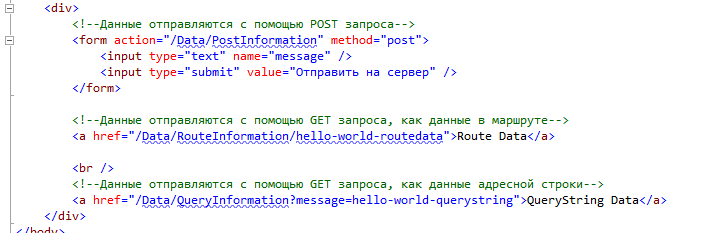 <div>
<!--Данные отправляются с помощью POST запроса-->
<form action="/Data/PostInformation" method="post">
<input type="text" name="message" />
<input type="submit" value="Отправить на сервер" />
</form>
<!--Данные отправляются с помощью GET запроса, как данные в маршруте-->
<a href="/Data/RouteInformation/hello-world-routedata">Route Data</a>
<br />
<!--Данные отправляются с помощью GET запроса, как данные адресной строки-->
<a href="/Data/QueryInformation?message=hello-world-querystring">QueryString Data</a>
</div>
</body>